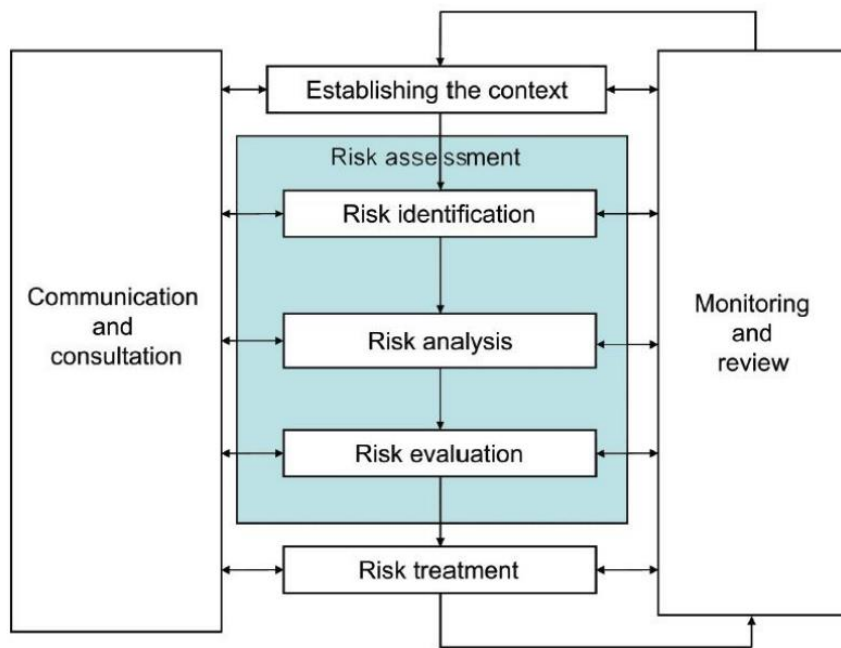 Establishing the context
Risk assessment
Risk identification
Communication
and
consultation
Risk analysis
Monitoring
and
review
Risk evaluation
Risk treatment